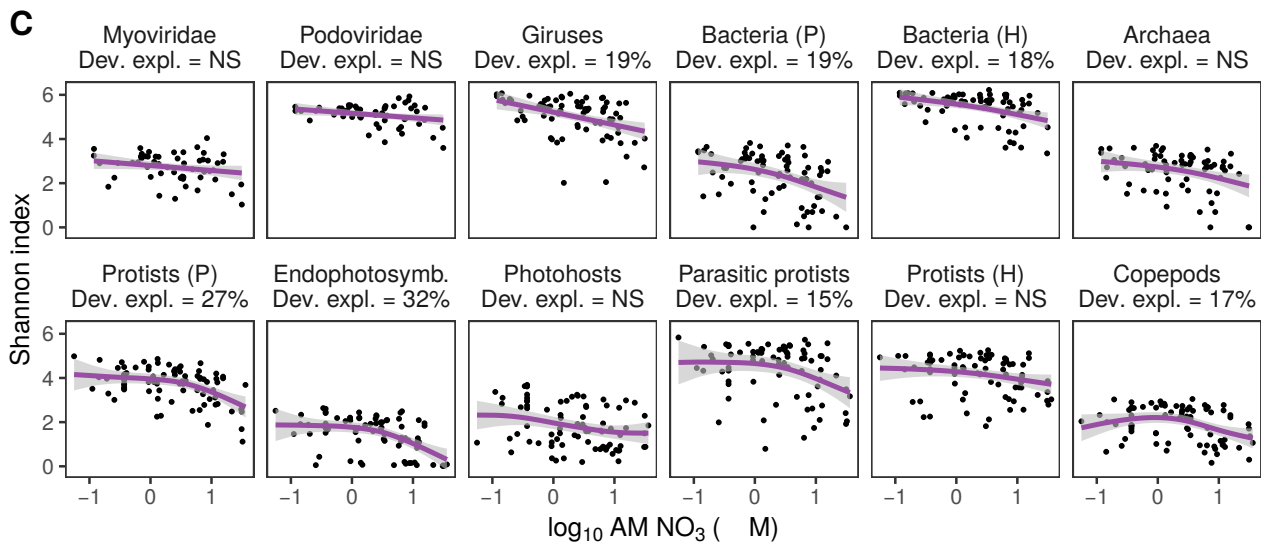 C
Myoviridae
Dev. expl. = NS
Podoviridae
Dev. expl. = NS
Giruses
Dev. expl. = 19%
Bacteria (P)
Dev. expl. = 19%
Bacteria (H)
Dev. expl. = 18%
Archaea
Dev. expl. = NS
6
4
2
0
Protists (P)
Dev. expl. = 27%
Endophotosymb.
Dev. expl. = 32%
Photohosts
Dev. expl. = NS
Parasitic protists
Dev. expl. = 15%
Protists (H)
Dev. expl. = NS
Copepods
Dev. expl. = 17%
6
4
2
0
Shannon index
−1 0 1 −1 0 1 −1 0 1 −1 0 1 −1 0 1 −1 0 1
log₁₀ AM NO₃ ( M)